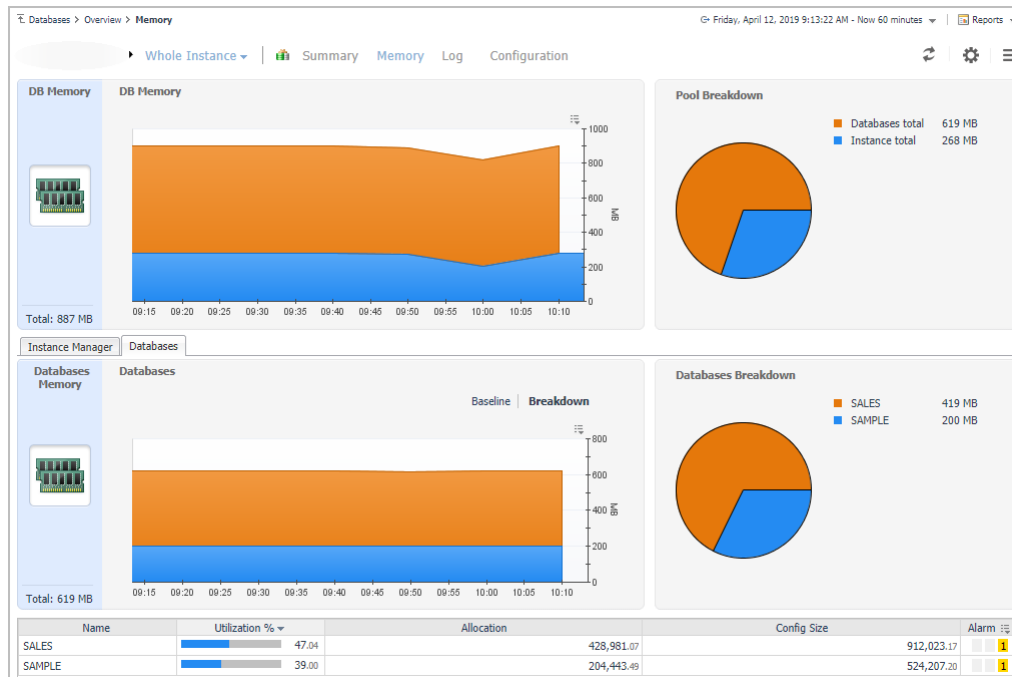 Databases > Overview > Memory
Friday, April 12, 2019 9:13:22 AM - Now 60 minutes
Reports
Whole Instance
Summary
Memory
Log
Configuration
DB Memory
Total: 887 MB
DB Memory
1000
800
600
400
200
0
MB
09:15 09:20 09:25 09:30 09:35 09:40 09:45 09:50 09:55 10:00 10:05 10:10
Pool Breakdown
Databases total 619 MB
Instance total 268 MB
Instance Manager
Databases
Databases
Memory
Total: 619 MB
Databases
Baseline | Breakdown
800
600
400
200
0
MB
09:15 09:20 09:25 09:30 09:35 09:40 09:45 09:50 09:55 10:00 10:05 10:10
Databases Breakdown
SALES 419 MB
SAMPLE 200 MB
Name Utilization % Allocation Config Size Alarm
SALES 47.04 428,981.07 912,023.17 1
SAMPLE 39.00 204,443.49 524,207.20 1